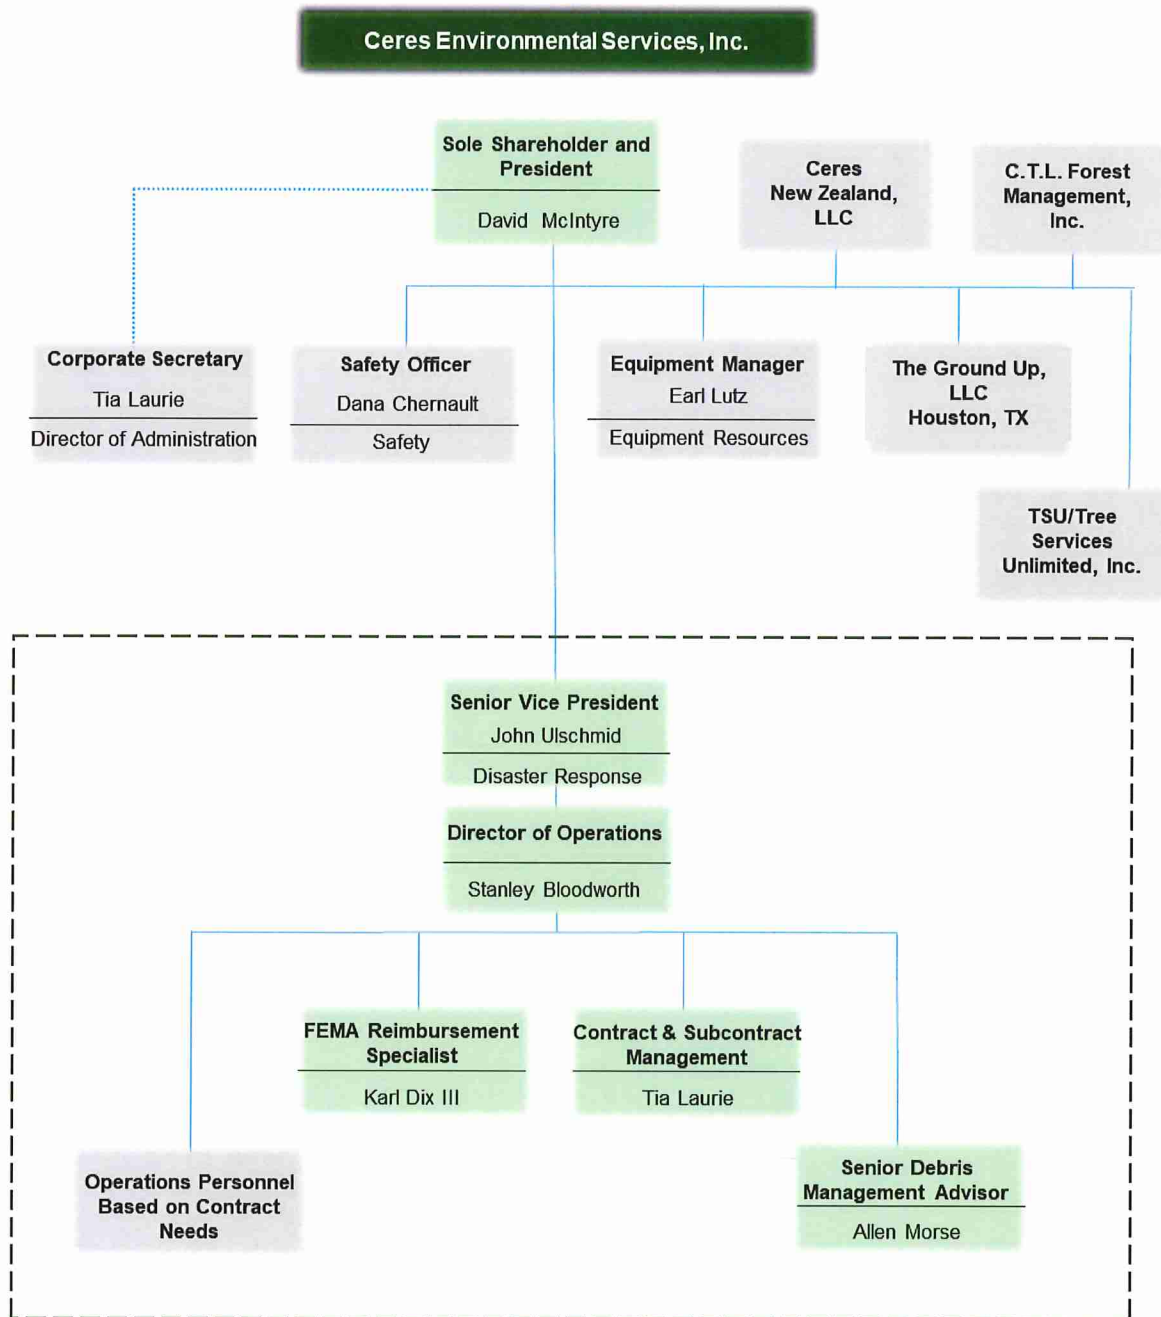 Ceres Environmental Services, Inc.
Sole Shareholder and
President
David McIntyre
Ceres
New Zealand,
LLC
C.T.L. Forest
Management,
Inc.
Corporate Secretary
Tia Laurie
Director of Administration
Safety Officer
Dana Chernault
Safety
Equipment Manager
Earl Lutz
Equipment Resources
The Ground Up,
LLC
Houston, TX
TSU/Tree
Services
Unlimited, Inc.
Senior Vice President
John Ulschmid
Disaster Response
Director of Operations
Stanley Bloodworth
FEMA Reimbursement
Specialist
Karl Dix III
Contract & Subcontract
Management
Tia Laurie
Operations Personnel
Based on Contract
Needs
Senior Debris
Management Advisor
Allen Morse